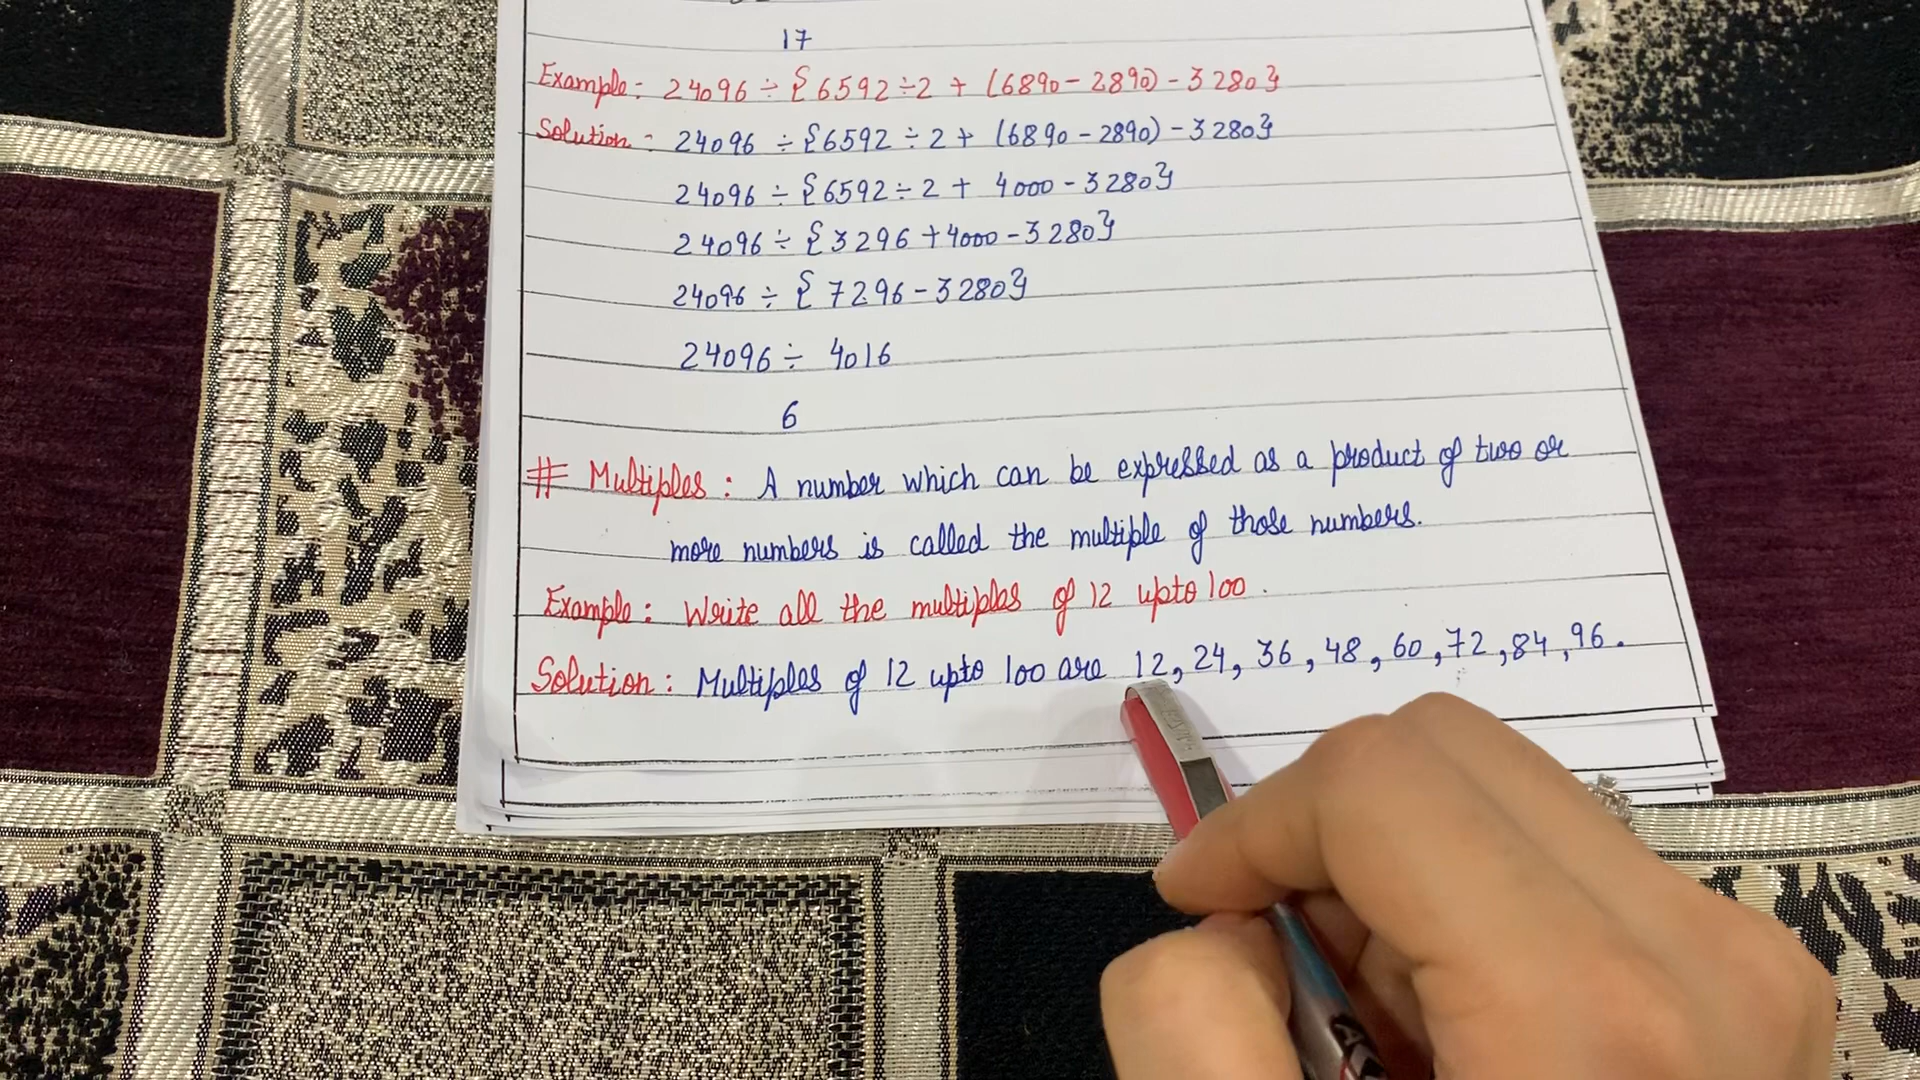 17
Example: 24096 ÷ {6592÷2 + (6890 - 2890) - 3280}
Solution: 24096 ÷ {6592 ÷ 2 + (6890 - 2890) - 3280}
24096 ÷ {6592 ÷ 2 + 4000 - 3280}
24096 ÷ {3296 + 4000 - 3280}
24096 ÷ {7296 - 3280}
24096 ÷ 4016
6
# Multiples: A number which can be expressed as a product of two or
more numbers is called the multiple of those numbers.
Example: Write all the multiples of 12 upto 100.
Solution: Multiples of 12 upto 100 are 12, 24, 36, 48, 60, 72, 84, 96.